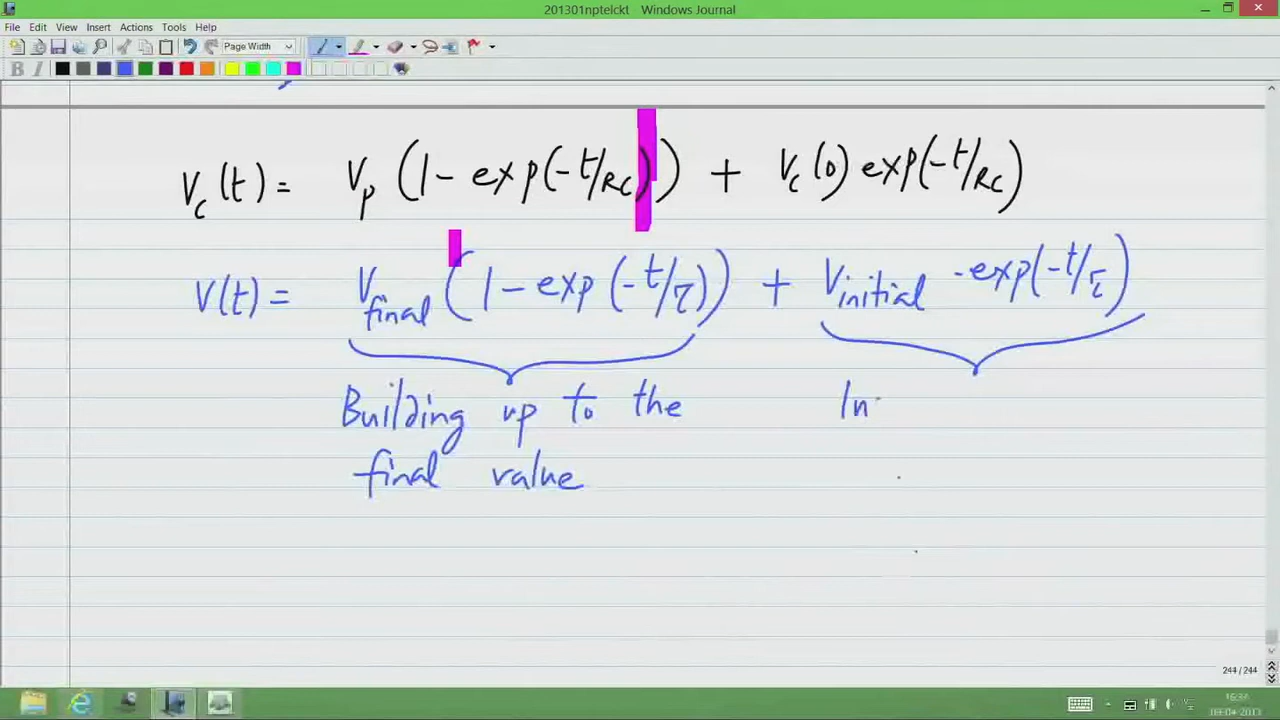 201301nptelckt - Windows Journal
File Edit View Insert Actions Tools Help
Page Width
B I
V_c(t) = V_p (1 - exp(-t/RC)) + V_c(0) exp(-t/RC)
V(t) = V_final (1 - exp(-t/τ)) + V_initial · exp(-t/τ)
Building up to the In
final value
244 / 244